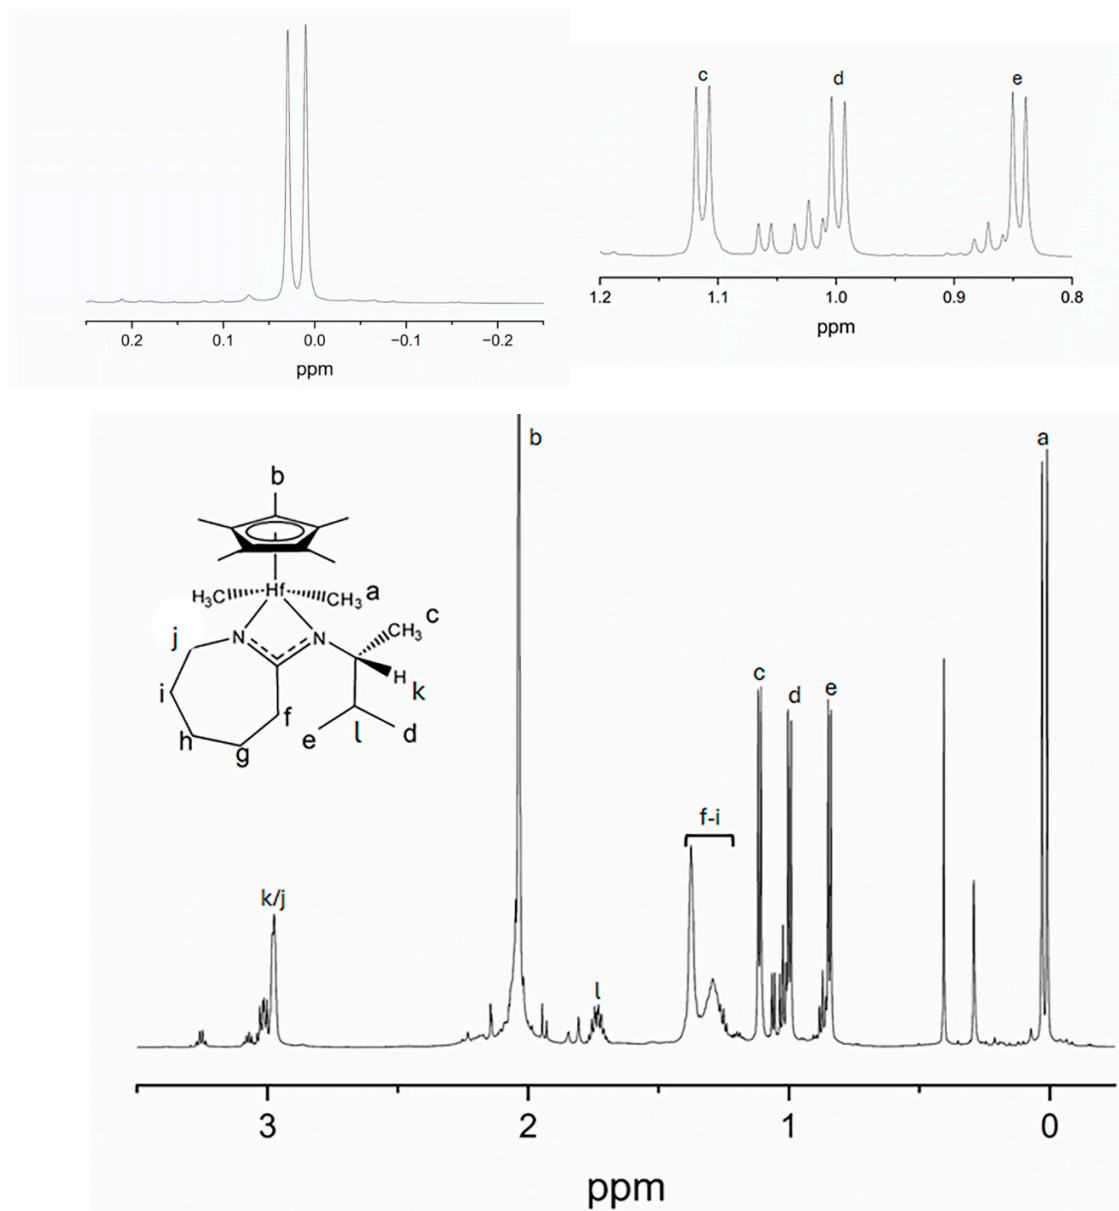 0.2 0.1 0.0 −0.1 −0.2
ppm
c d e
1.2 1.1 1.0 0.9 0.8
ppm
b a
b
H₃C Hf CH₃ a
c
j N N CH₃
H k
i
f
e l d
h
g
c d e
f-i
k/j
l
3 2 1 0
ppm